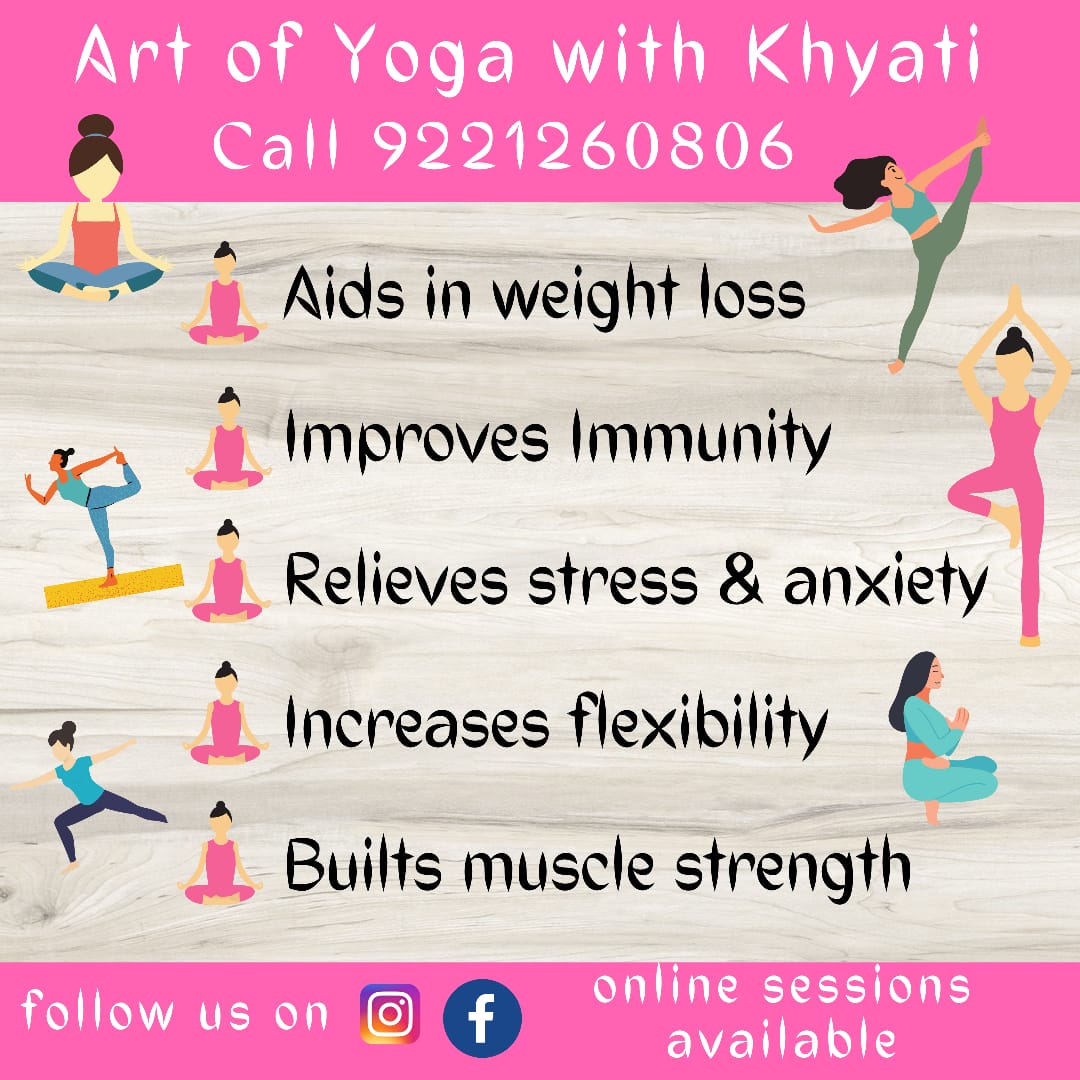 Art of Yoga with Khyati
Call 9221260806
Aids in weight loss
Improves Immunity
Relieves stress & anxiety
Increases flexibility
Builts muscle strength
follow us on
online sessions
available